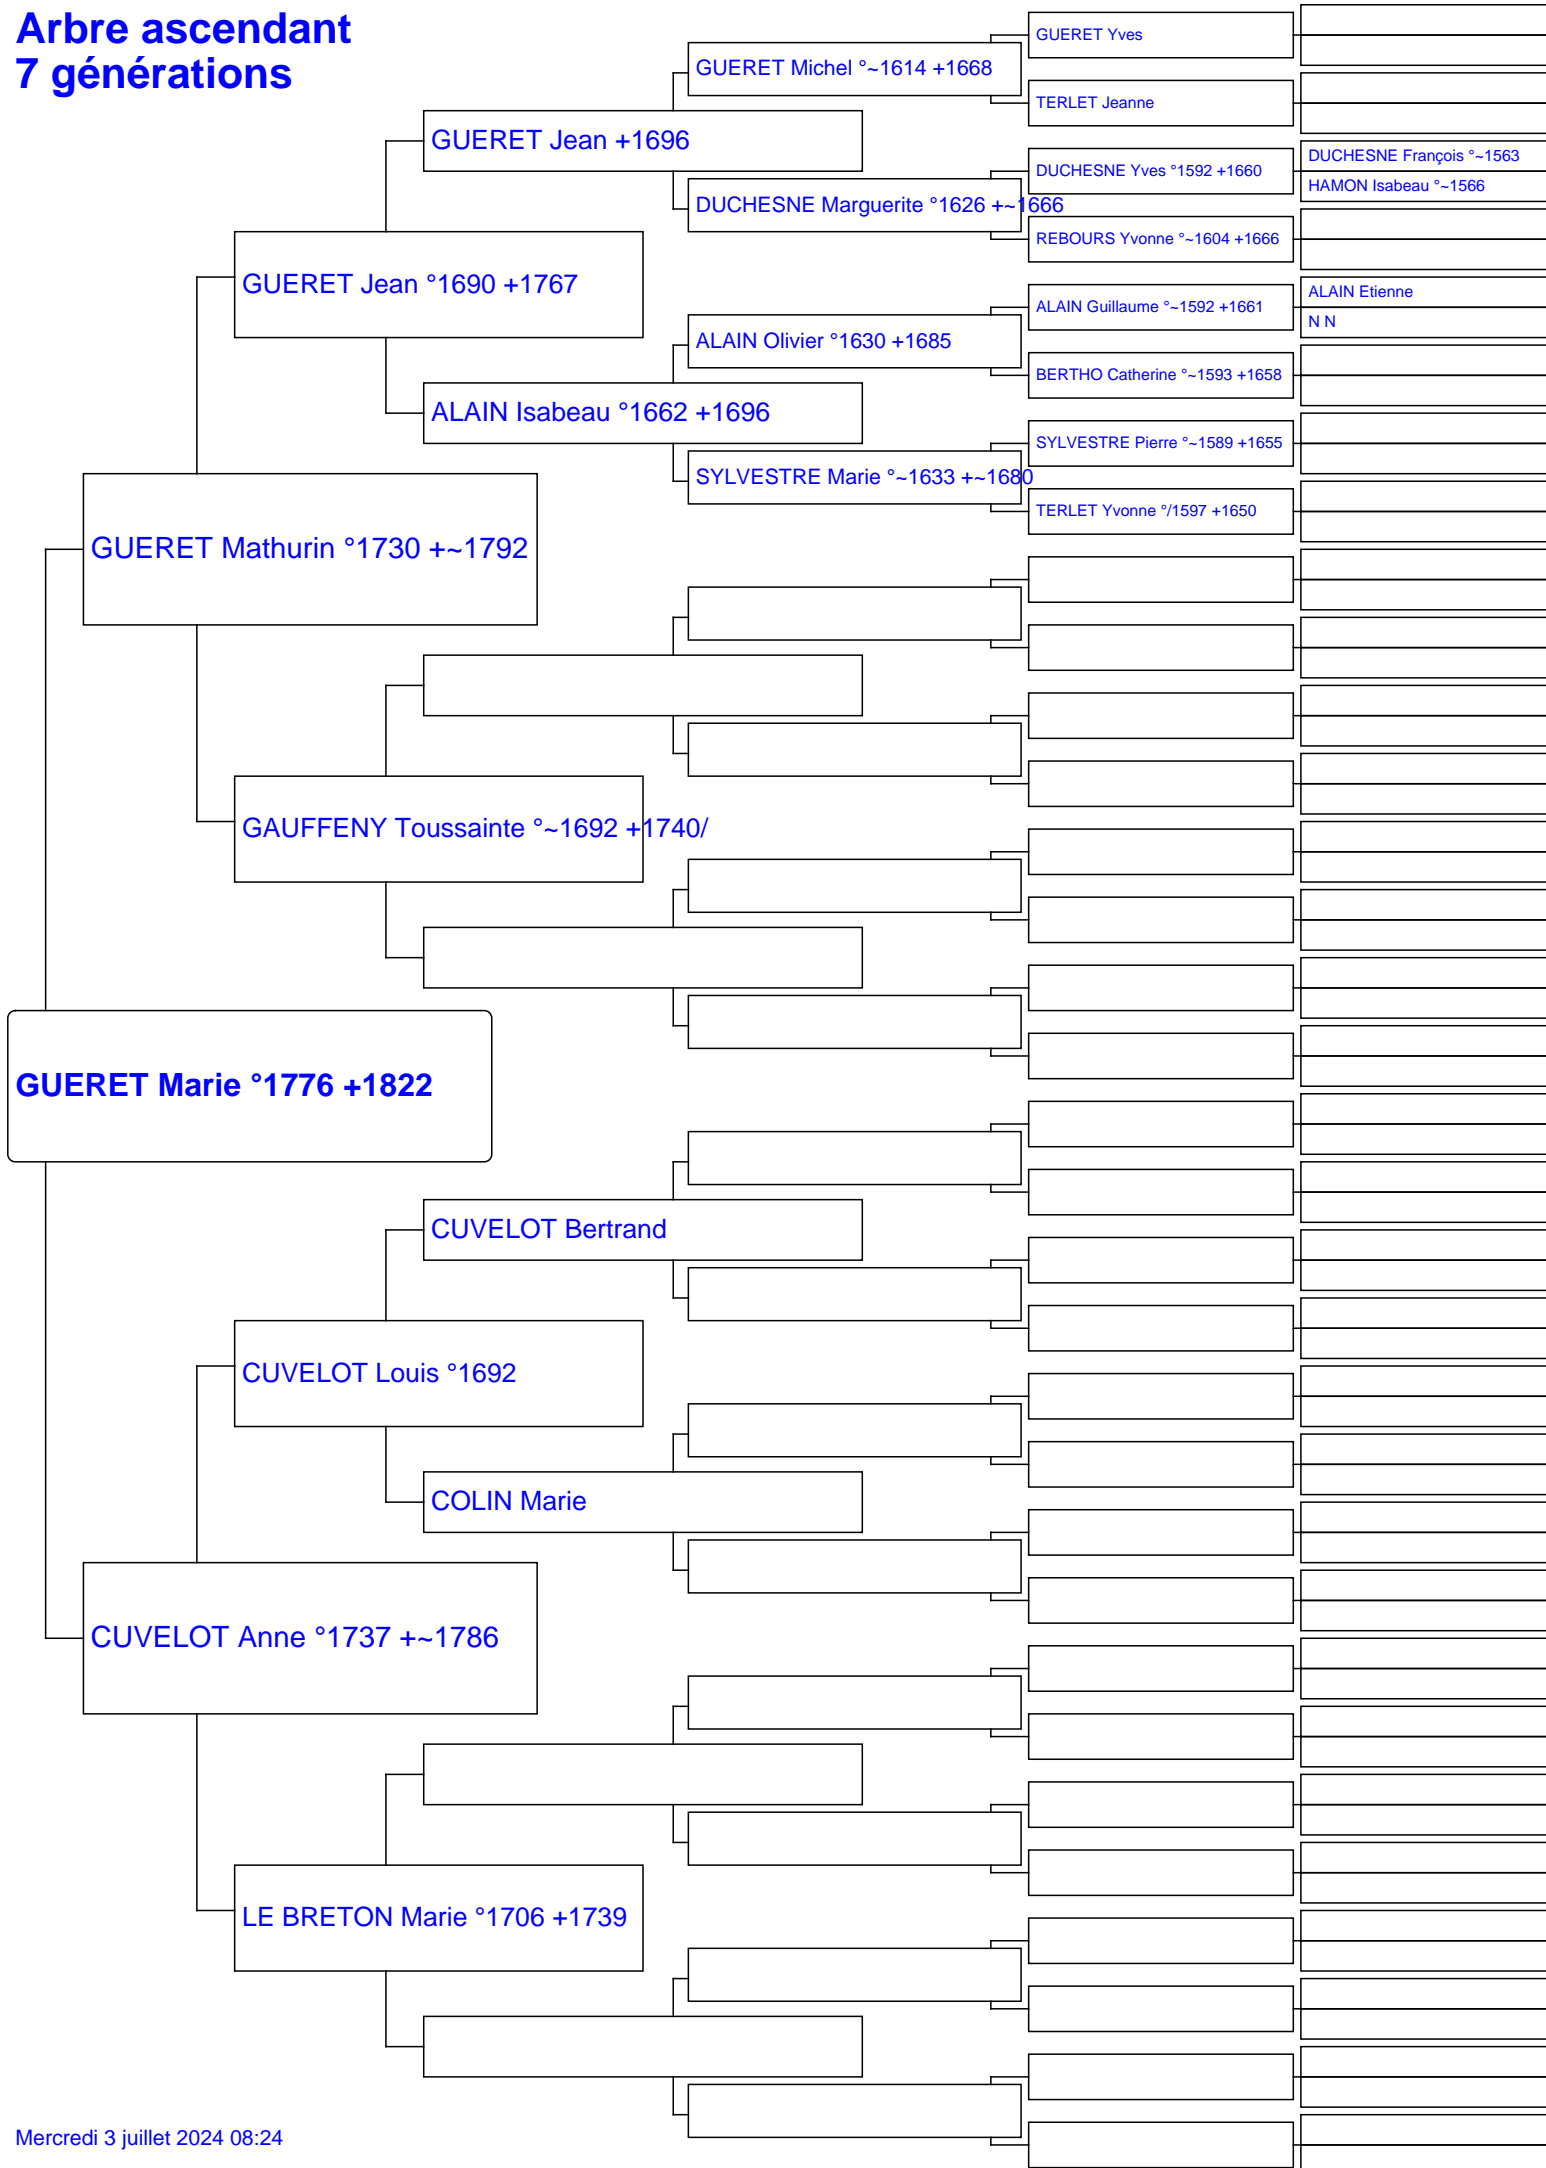 Arbre ascendant
7 générations
GUERET Yves
GUERET Michel °~1614 +1668
TERLET Jeanne
GUERET Jean +1696
DUCHESNE Yves °1592 +1660
DUCHESNE François °~1563
HAMON Isabeau °~1566
DUCHESNE Marguerite °1626 +~1666
REBOURS Yvonne °~1604 +1666
GUERET Jean °1690 +1767
ALAIN Guillaume °~1592 +1661
ALAIN Etienne
N N
ALAIN Olivier °1630 +1685
BERTHO Catherine °~1593 +1658
ALAIN Isabeau °1662 +1696
SYLVESTRE Pierre °~1589 +1655
SYLVESTRE Marie °~1633 +~1680
TERLET Yvonne °/1597 +1650
GUERET Mathurin °1730 +~1792
GAUFFENY Toussainte °~1692 +1740/
GUERET Marie °1776 +1822
CUVELOT Bertrand
CUVELOT Louis °1692
COLIN Marie
CUVELOT Anne °1737 +~1786
LE BRETON Marie °1706 +1739
Mercredi 3 juillet 2024 08:24